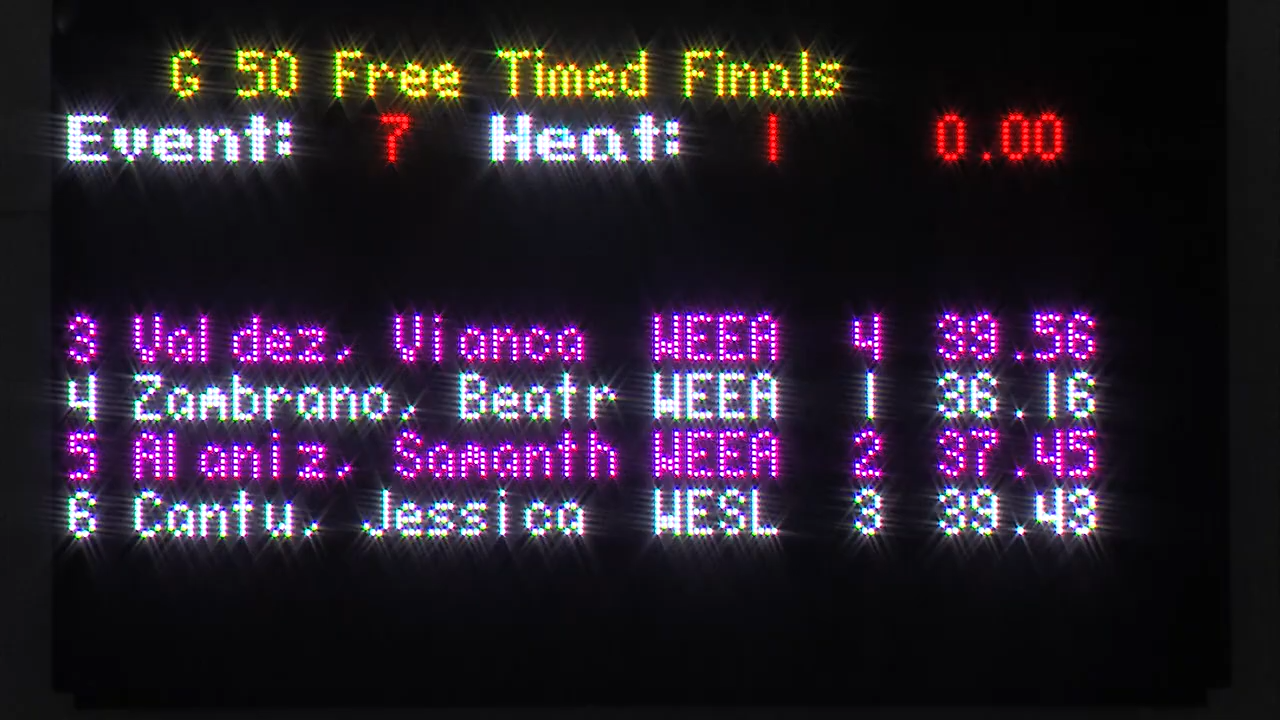 G 50 Free Timed Finals
Event: 7 Heat: 1 0.00
3 Valdez, Vianca WEEA 4 39.56
4 Zambrano, Beatr WEEA 1 36.16
5 Alaniz, Samanth WEEA 2 37.45
6 Cantu, Jessica WESL 3 39.43